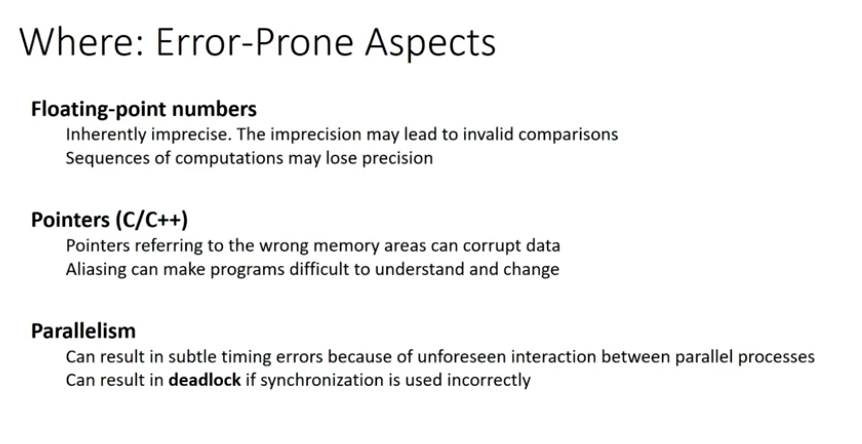 Where: Error-Prone Aspects
Floating-point numbers
Inherently imprecise. The imprecision may lead to invalid comparisons
Sequences of computations may lose precision
Pointers (C/C++)
Pointers referring to the wrong memory areas can corrupt data
Aliasing can make programs difficult to understand and change
Parallelism
Can result in subtle timing errors because of unforeseen interaction between parallel processes
Can result in deadlock if synchronization is used incorrectly